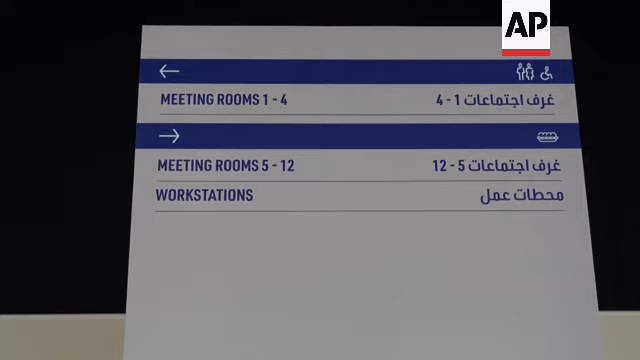 AP
MEETING ROOMS 1 - 4 غرف اجتماعات 1 - 4
MEETING ROOMS 5 - 12 غرف اجتماعات 5 - 12
WORKSTATIONS محطات عمل